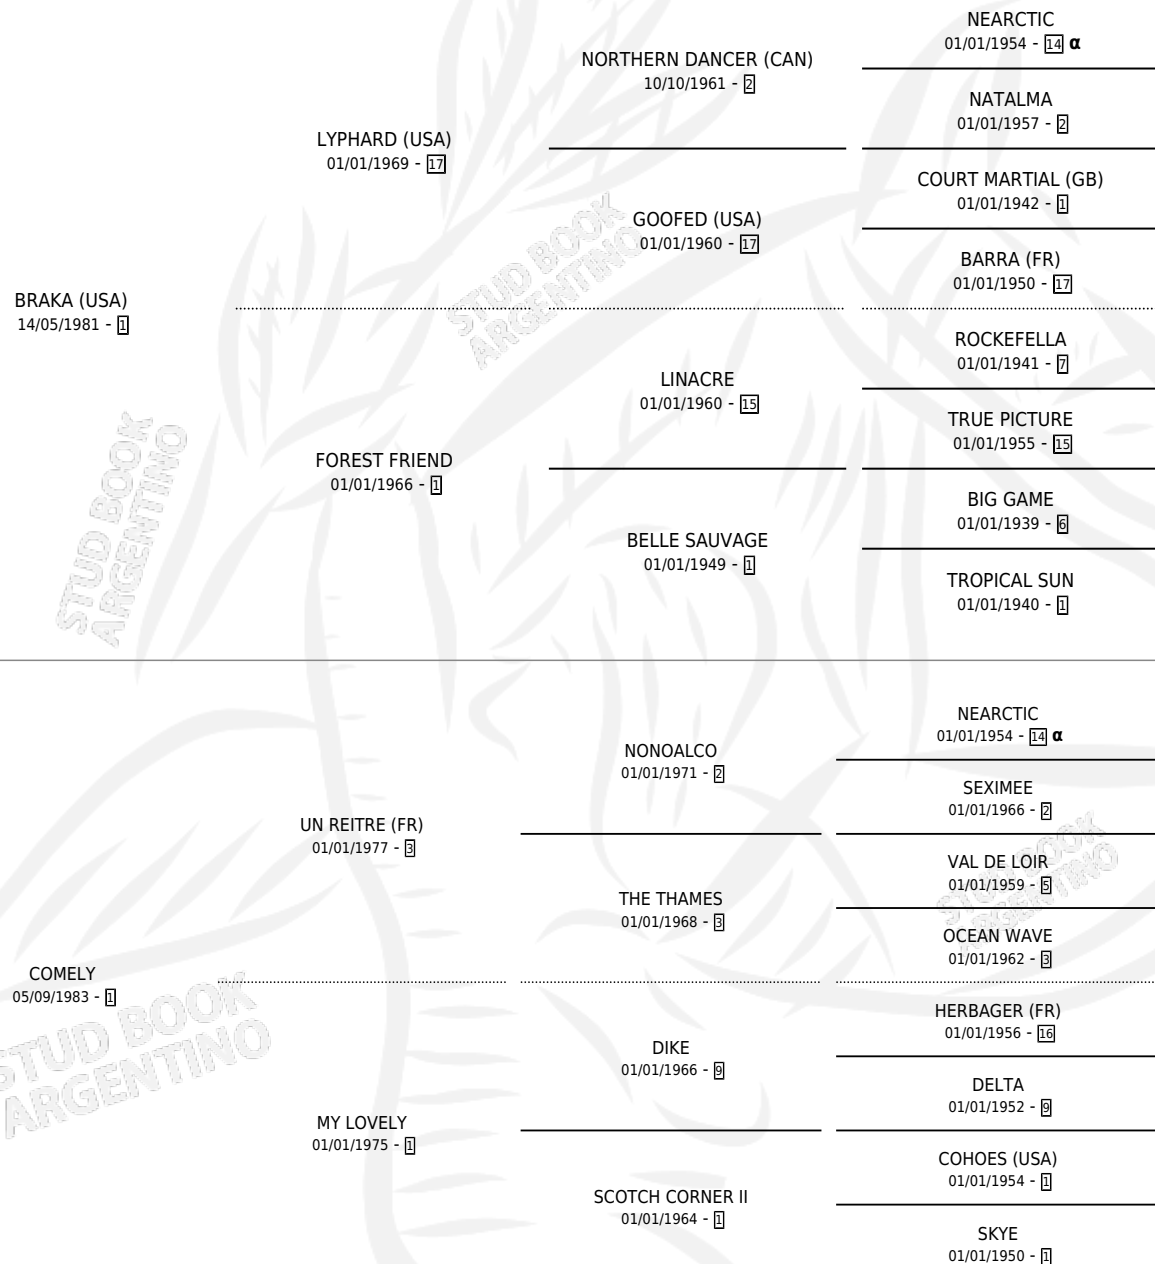 NEARCTIC
01/01/1954 - 14 α
NORTHERN DANCER (CAN)
10/10/1961 - 2
NATALMA
01/01/1957 - 2
LYPHARD (USA)
01/01/1969 - 17
COURT MARTIAL (GB)
01/01/1942 - 1
GOOFED (USA)
01/01/1960 - 17
BARRA (FR)
01/01/1950 - 17
BRAKA (USA)
14/05/1981 - 1
ROCKEFELLA
01/01/1941 - 7
LINACRE
01/01/1960 - 15
TRUE PICTURE
01/01/1955 - 15
FOREST FRIEND
01/01/1966 - 1
BIG GAME
01/01/1939 - 6
BELLE SAUVAGE
01/01/1949 - 1
TROPICAL SUN
01/01/1940 - 1
STUD BOOK
ARGENTINO
STUD BOOK
ARGENTINO
NEARCTIC
01/01/1954 - 14 α
NONOALCO
01/01/1971 - 2
SEXIMEE
01/01/1966 - 2
UN REITRE (FR)
01/01/1977 - 3
VAL DE LOIR
01/01/1959 - 5
THE THAMES
01/01/1968 - 3
OCEAN WAVE
01/01/1962 - 3
COMELY
05/09/1983 - 1
HERBAGER (FR)
01/01/1956 - 16
DIKE
01/01/1966 - 9
DELTA
01/01/1952 - 9
MY LOVELY
01/01/1975 - 1
COHOES (USA)
01/01/1954 - 1
SCOTCH CORNER II
01/01/1964 - 1
SKYE
01/01/1950 - 1
STUD BOOK
ARGENTINO
STUD BOOK
ARGENTINO